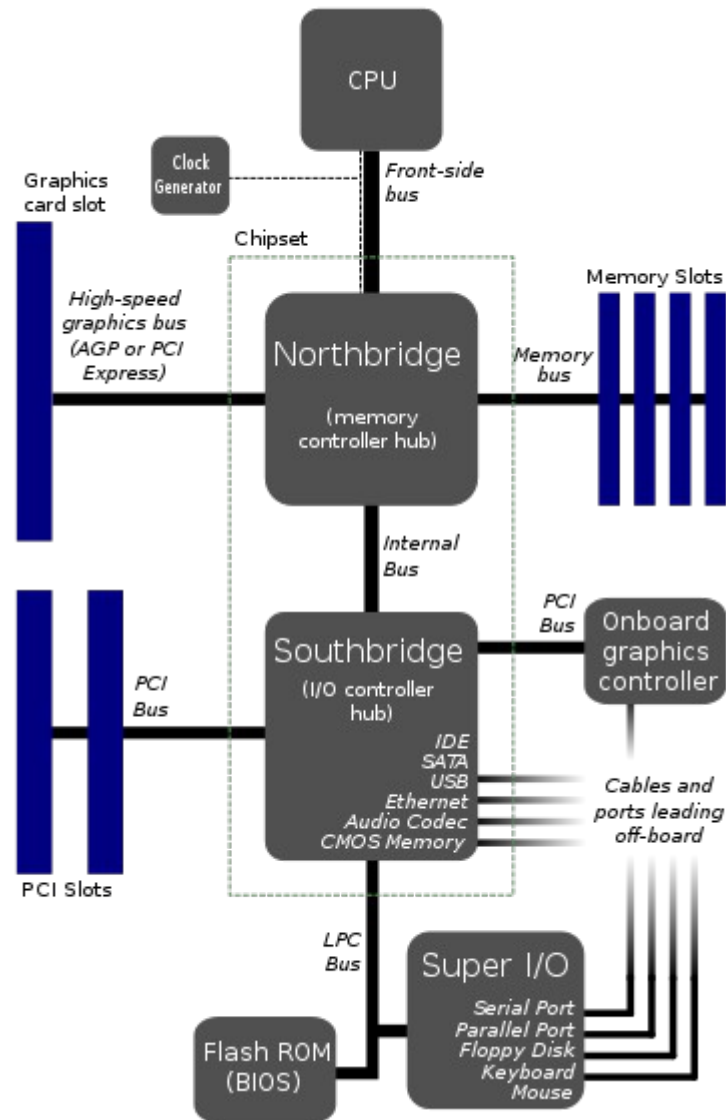 CPU
Clock
Generator
Front-side
bus
Graphics
card slot
Chipset
High-speed
graphics bus
(AGP or PCI
Express)
Northbridge
(memory
controller hub)
Memory Slots
Memory
bus
Internal
Bus
Southbridge
(I/O controller
hub)
IDE
SATA
USB
Ethernet
Audio Codec
CMOS Memory
PCI
Bus
Onboard
graphics
controller
PCI
Bus
PCI Slots
Cables and
ports leading
off-board
LPC
Bus
Super I/O
Serial Port
Parallel Port
Floppy Disk
Keyboard
Mouse
Flash ROM
(BIOS)